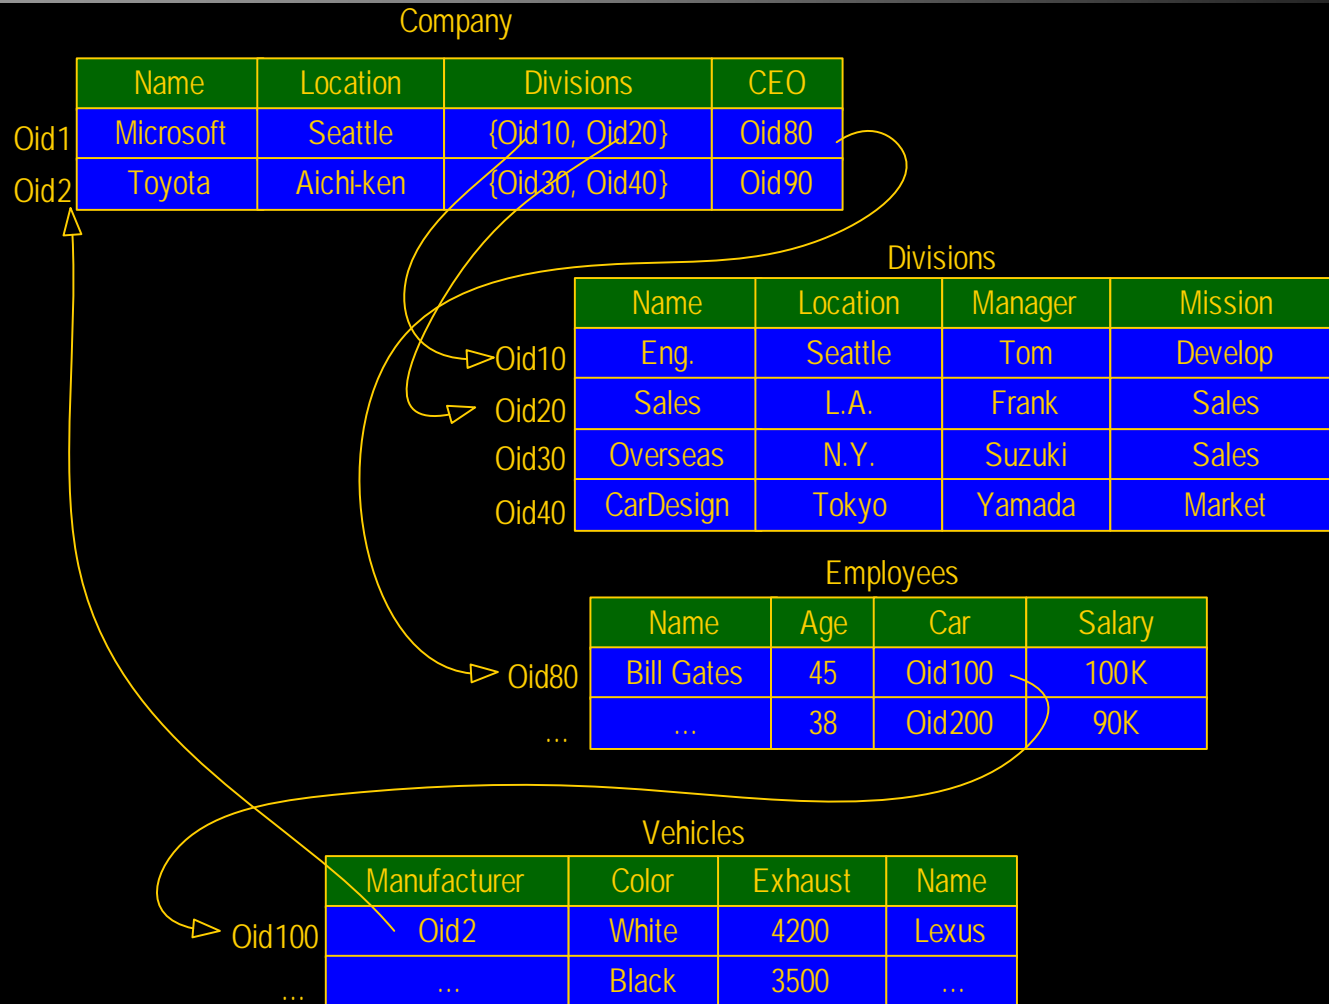 Company
Name Location Divisions CEO
Oid1 Microsoft Seattle {Oid10, Oid20} Oid80
Oid2 Toyota Aichi-ken {Oid30, Oid40} Oid90
Divisions
Name Location Manager Mission
Oid10 Eng. Seattle Tom Develop
Oid20 Sales L.A. Frank Sales
Oid30 Overseas N.Y. Suzuki Sales
Oid40 CarDesign Tokyo Yamada Market
Employees
Name Age Car Salary
Oid80 Bill Gates 45 Oid100 100K
... ... 38 Oid200 90K
Vehicles
Manufacturer Color Exhaust Name
Oid100 Oid2 White 4200 Lexus
... ... Black 3500 ...